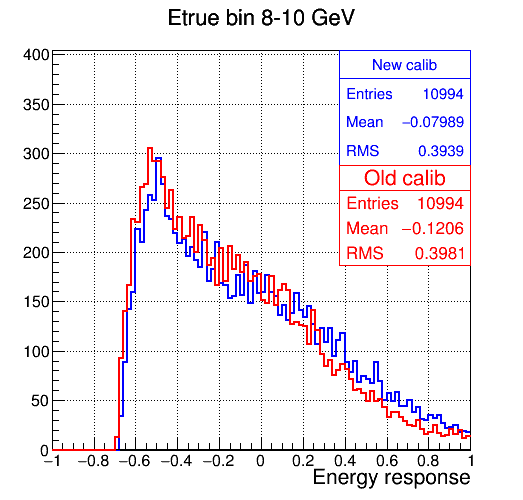 Etrue bin 8-10 GeV
New calib
Entries 10994
Mean −0.07989
RMS 0.3939
Old calib
Entries 10994
Mean −0.1206
RMS 0.3981
400
350
300
250
200
150
100
50
0
−1 −0.8 −0.6 −0.4 −0.2 0 0.2 0.4 0.6 0.8 1
Energy response